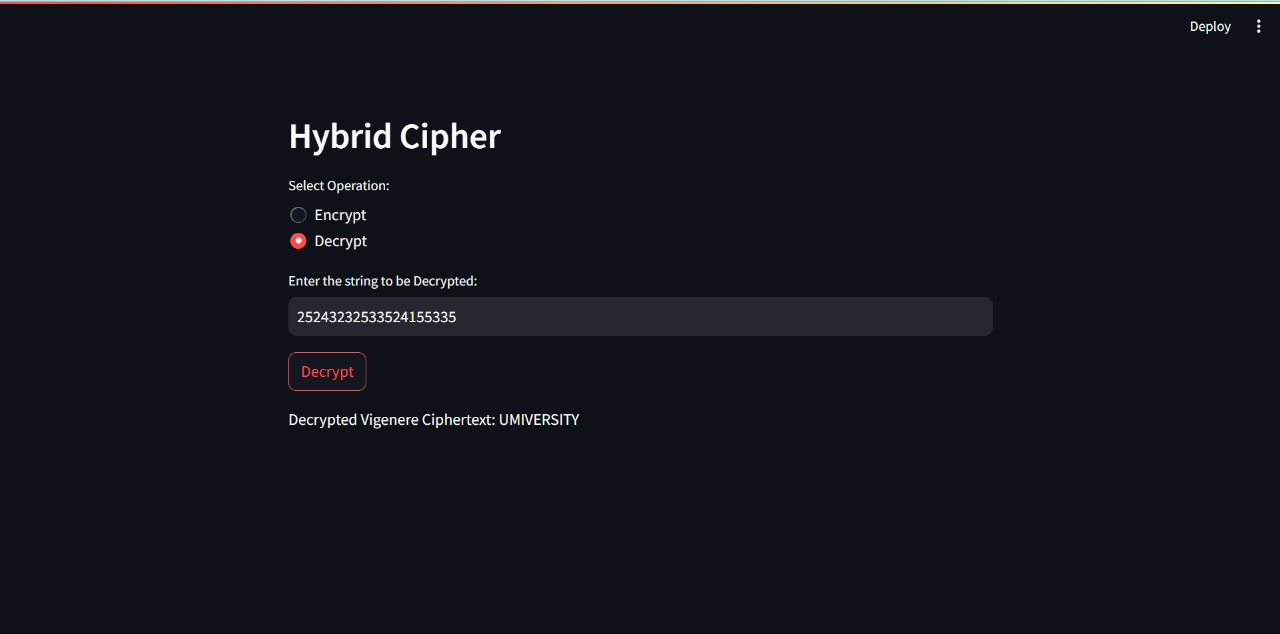 Deploy
Hybrid Cipher
Select Operation:
Encrypt
Decrypt
Enter the string to be Decrypted:
25243232533524155335
Decrypt
Decrypted Vigenere Ciphertext: UMIVERSITY